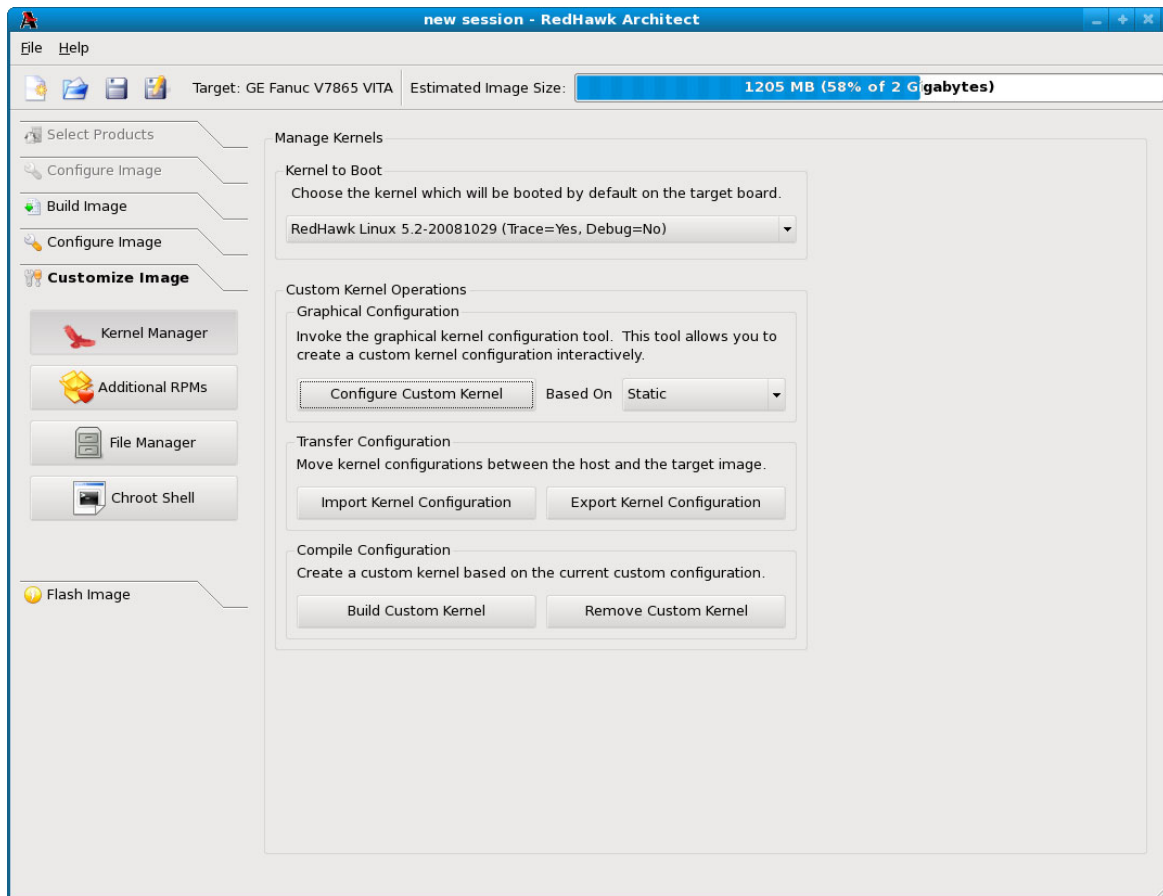 new session - RedHawk Architect
File Help
Target: GE Fanuc V7865 VITA Estimated Image Size: 1205 MB (58% of 2 Gigabytes)
Select Products
Configure Image
Build Image
Configure Image
Customize Image
Kernel Manager
Additional RPMs
File Manager
Chroot Shell
Flash Image
Manage Kernels
Kernel to Boot
Choose the kernel which will be booted by default on the target board.
RedHawk Linux 5.2-20081029 (Trace=Yes, Debug=No)
Custom Kernel Operations
Graphical Configuration
Invoke the graphical kernel configuration tool.  This tool allows you to
create a custom kernel configuration interactively.
Configure Custom Kernel Based On Static
Transfer Configuration
Move kernel configurations between the host and the target image.
Import Kernel Configuration Export Kernel Configuration
Compile Configuration
Create a custom kernel based on the current custom configuration.
Build Custom Kernel Remove Custom Kernel